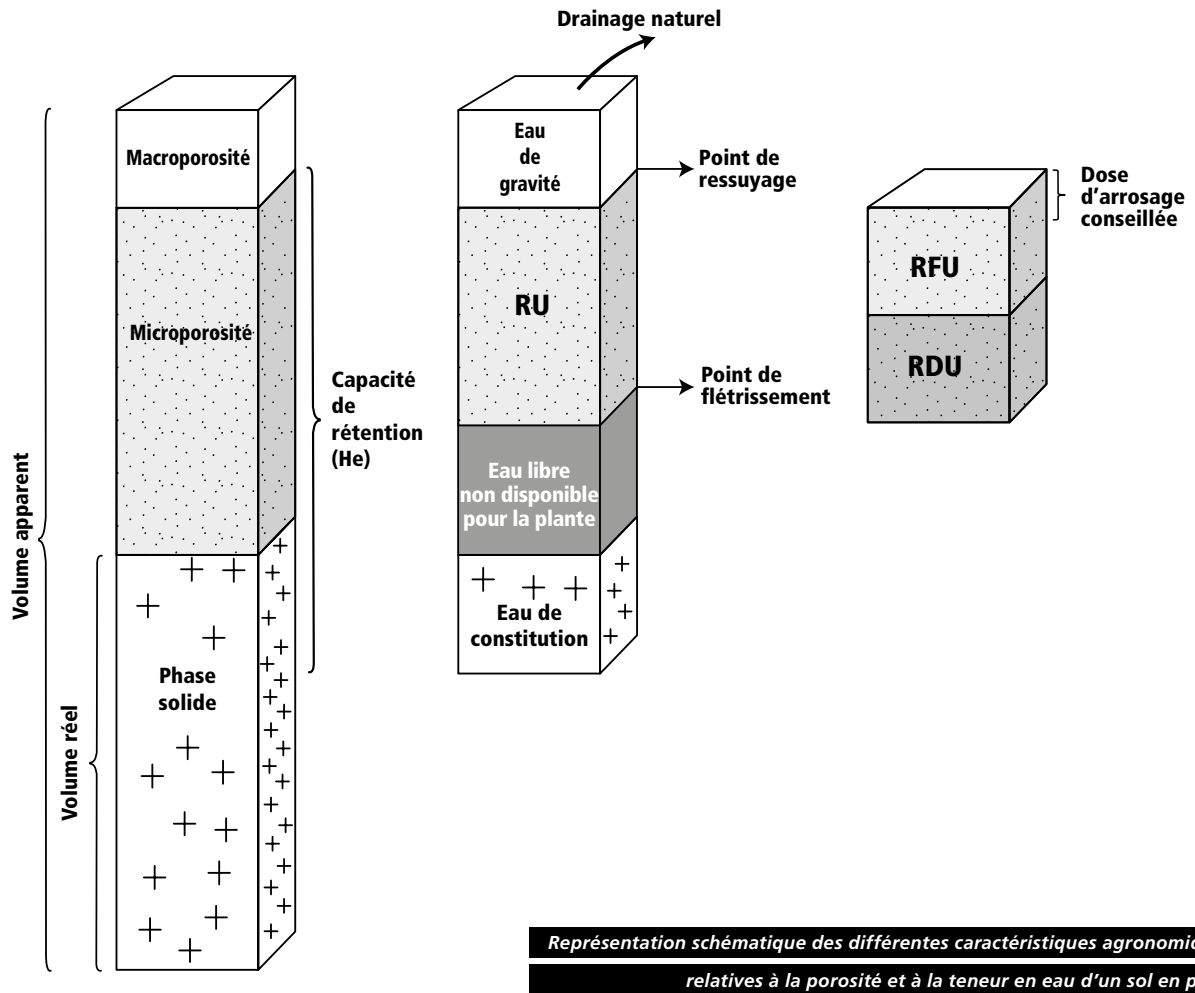 Drainage naturel
Volume apparent
Volume réel
Macroporosité
Microporosité
Phase
solide
Capacité
de
rétention
(He)
Eau
de
gravité
RU
Eau libre
non disponible
pour la plante
Eau de
constitution
Point de
ressuyage
Point de
flétrissement
RFU
RDU
Dose
d'arrosage
conseillée
Représentation schématique des différentes caractéristiques agronomiq
relatives à la porosité et à la teneur en eau d'un sol en p